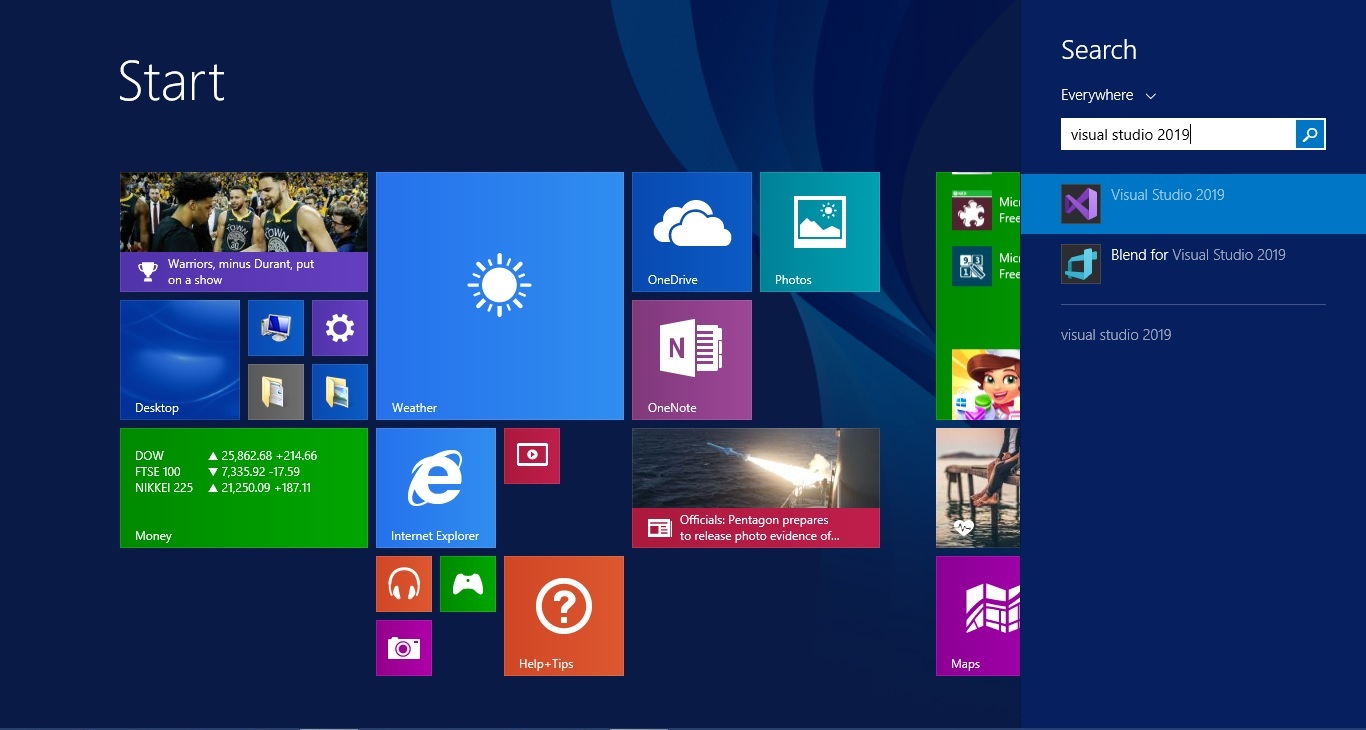 Start
Search
Everywhere
visual studio 2019
Visual Studio 2019
Blend for Visual Studio 2019
visual studio 2019
Warriors, minus Durant, put
on a show
Desktop
Weather
OneDrive
Photos
N
OneNote
Free
Free
DOW ▲ 25,862.68 +214.66
FTSE 100 ▼ 7,335.92 -17.59
NIKKEI 225 ▲ 21,250.09 +187.11
Money
Internet Explorer
Officials: Pentagon prepares
to release photo evidence of...
?
Help+Tips
Maps